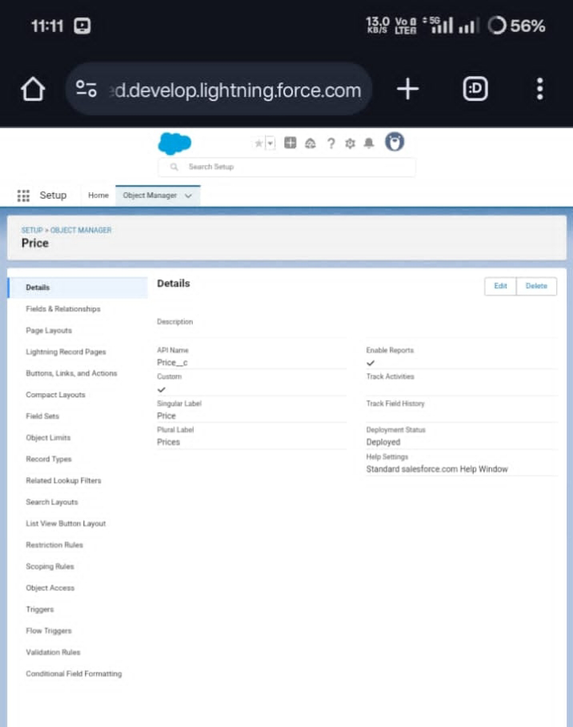 11:11
13.0 KB/S Vo LTE 5G 56%
d.develop.lightning.force.com
:D
Search Setup
Setup Home Object Manager
SETUP > OBJECT MANAGER
Price
Details
Fields & Relationships
Page Layouts
Lightning Record Pages
Buttons, Links, and Actions
Compact Layouts
Field Sets
Object Limits
Record Types
Related Lookup Filters
Search Layouts
List View Button Layout
Restriction Rules
Scoping Rules
Object Access
Triggers
Flow Triggers
Validation Rules
Conditional Field Formatting
Details
Edit Delete
Description
API Name
Price__c
Custom
Singular Label
Price
Plural Label
Prices
Enable Reports
Track Activities
Track Field History
Deployment Status
Deployed
Help Settings
Standard salesforce.com Help Window